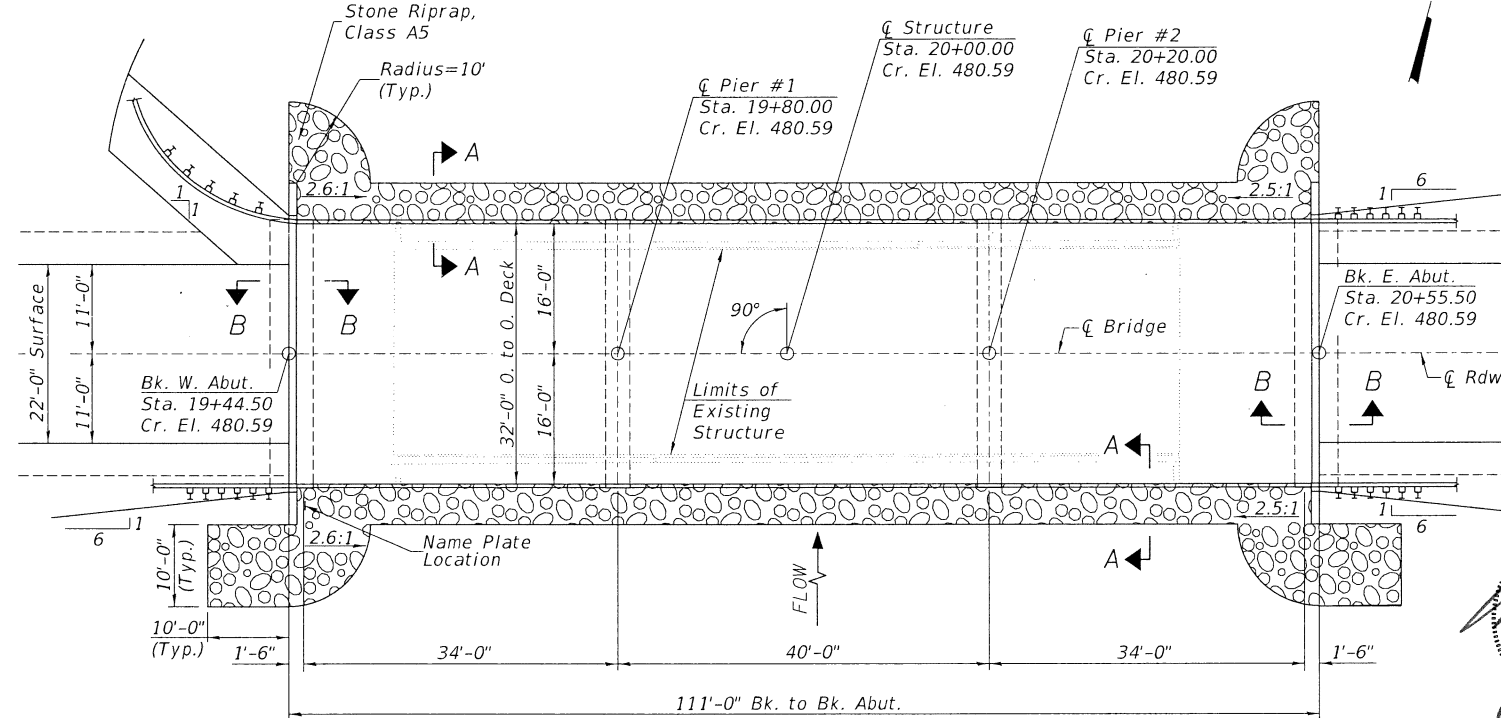 Stone Riprap,
Class A5
Radius=10'
(Typ.)
℄ Pier #1
Sta. 19+80.00
Cr. El. 480.59
℄ Structure
Sta. 20+00.00
Cr. El. 480.59
℄ Pier #2
Sta. 20+20.00
Cr. El. 480.59
A
2.6:1
2.5:1
1
6
1
1
A
22'-0" Surface
11'-0"
11'-0"
B
B
32'-0" O. to O. Deck
16'-0"
16'-0"
90°
℄ Bridge
Bk. E. Abut.
Sta. 20+55.50
Cr. El. 480.59
Bk. W. Abut.
Sta. 19+44.50
Cr. El. 480.59
Limits of
Existing
Structure
B
B
℄ Rdw
A
6
1
2.6:1
Name Plate
Location
2.5:1
1
6
A
10'-0"
(Typ.)
FLOW
10'-0"
(Typ.)
1'-6"
34'-0"
40'-0"
34'-0"
1'-6"
111'-0" Bk. to Bk. Abut.